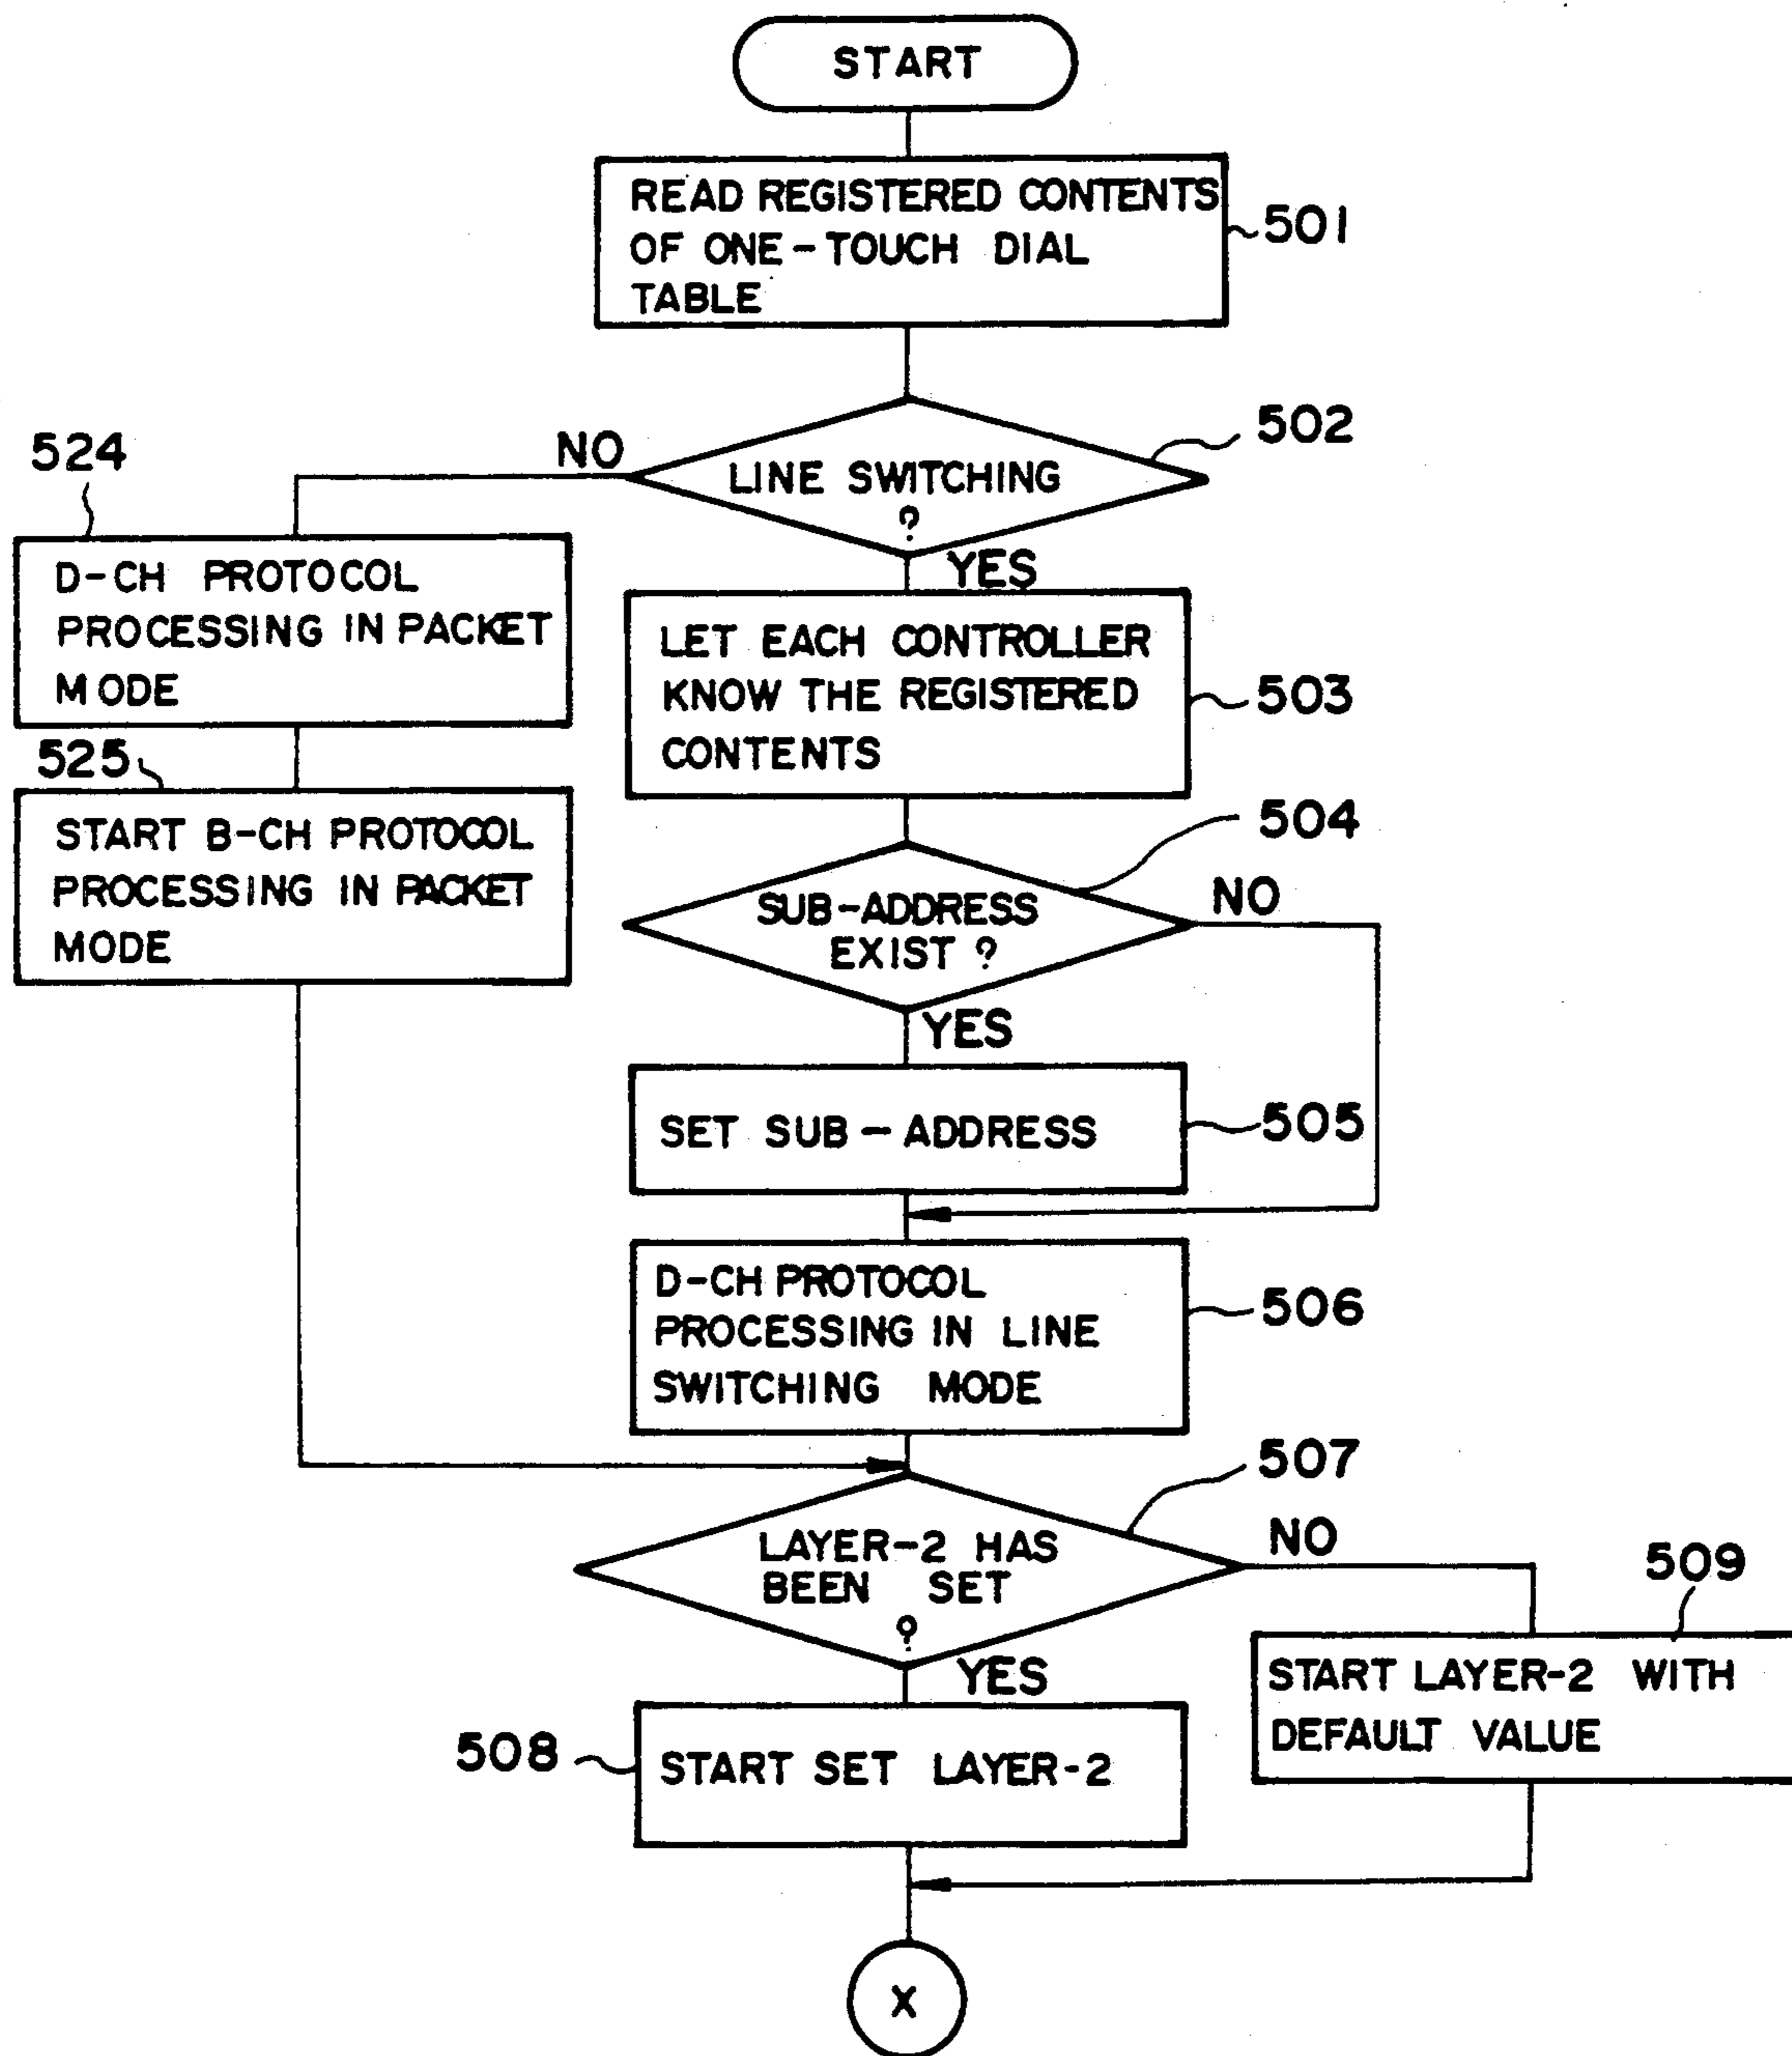 START
READ REGISTERED CONTENTS
OF ONE-TOUCH DIAL
TABLE
501
LINE SWITCHING
?
502
NO
YES
524
D-CH PROTOCOL
PROCESSING IN PACKET
MODE
525
START B-CH PROTOCOL
PROCESSING IN PACKET
MODE
LET EACH CONTROLLER
KNOW THE REGISTERED
CONTENTS
503
SUB-ADDRESS
EXIST ?
504
NO
YES
SET SUB-ADDRESS
505
D-CH PROTOCOL
PROCESSING IN LINE
SWITCHING MODE
506
LAYER-2 HAS
BEEN SET
?
507
NO
YES
START SET LAYER-2
508
START LAYER-2 WITH
DEFAULT VALUE
509
X